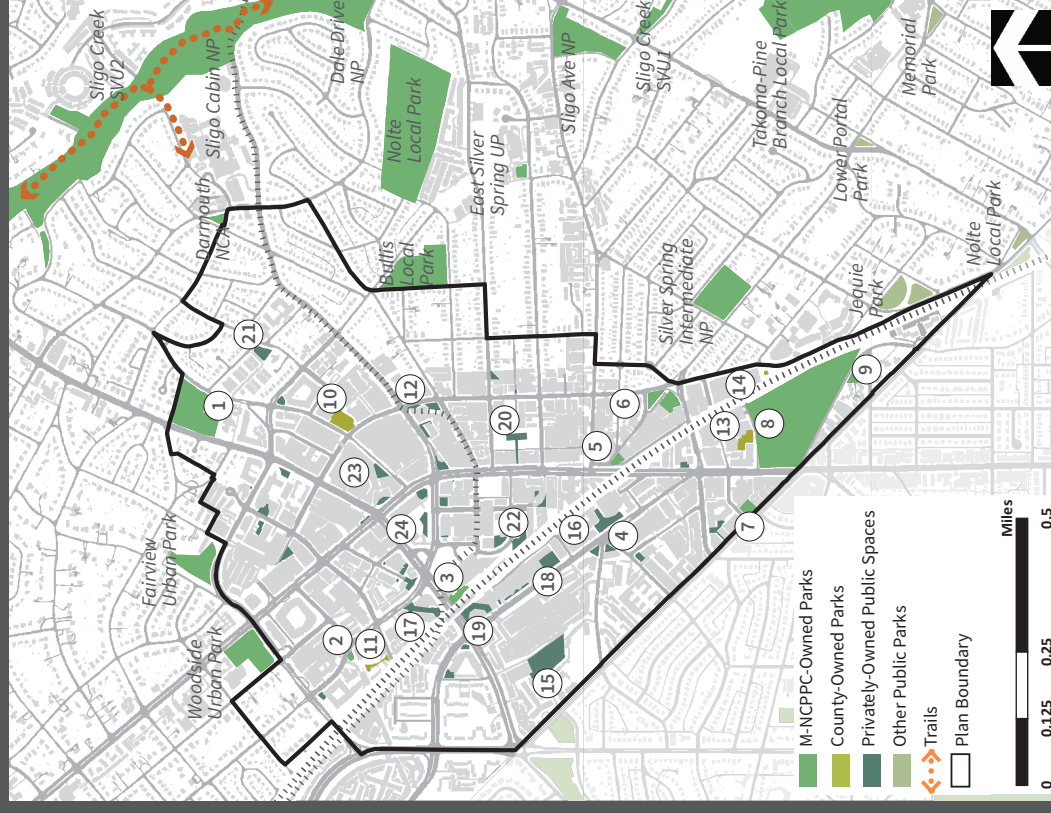 Sligo Creek
SVU2
Sligo Cabin NP
Dale Drive
NP
Nolte
Local Park
Sligo Ave NP
Sligo Creek
SVU1
Takoma-Pine
Branch Local Park
Memorial
Park
Lower Portal
Park
East Silver
Spring UP
Darmouth
NCA
Bullis
Local
Park
Silver Spring
Intermediate
NP
Jequie
Park
Nolte
Local Park
Fairview
Urban Park
Woodside
Urban Park
1
2
3
4
5
6
7
8
9
10
11
12
13
14
15
16
17
18
19
20
21
22
23
24
M-NCPPC-Owned Parks
County-Owned Parks
Privately-Owned Public Spaces
Other Public Parks
Trails
Plan Boundary
Miles
0
0.125
0.25
0.5